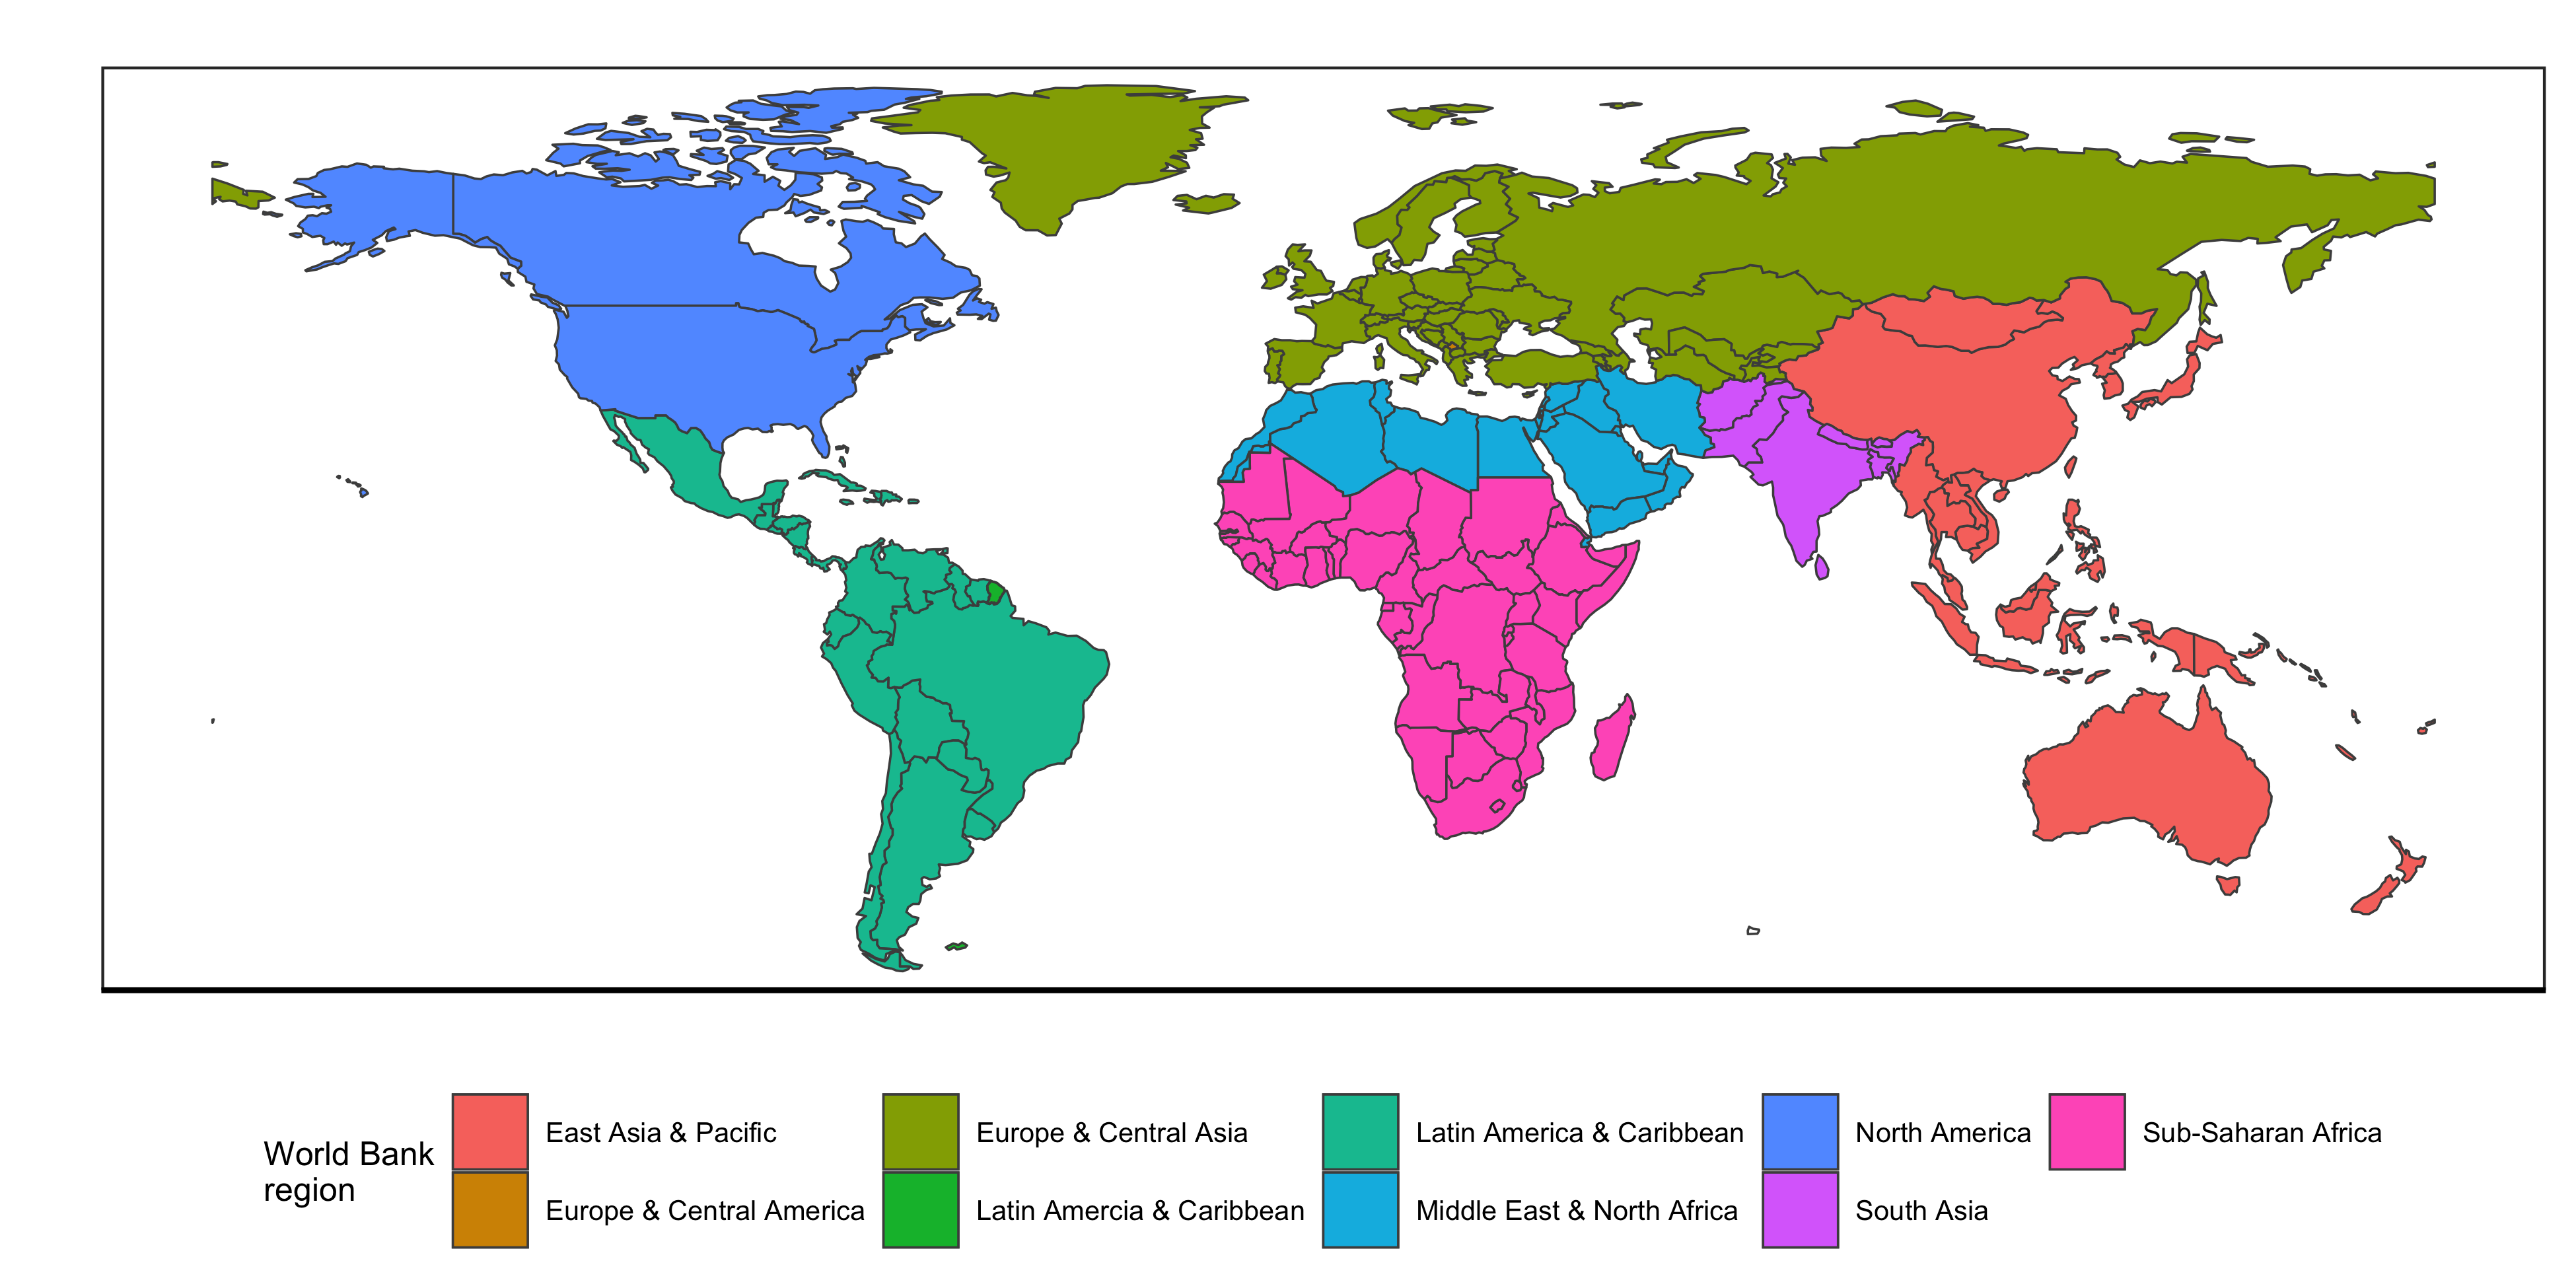 World Bank
region
East Asia & Pacific
Europe & Central America
Europe & Central Asia
Latin Amercia & Caribbean
Latin America & Caribbean
Middle East & North Africa
North America
South Asia
Sub-Saharan Africa